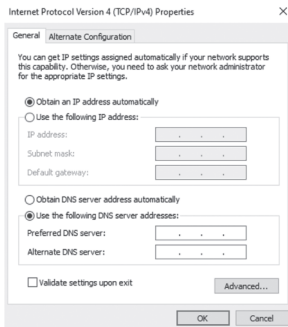 Internet Protocol Version 4 (TCP/IPv4) Properties
General
Alternate Configuration
You can get IP settings assigned automatically if your network supports
this capability. Otherwise, you need to ask your network administrator
for the appropriate IP settings.
Obtain an IP address automatically
Use the following IP address:
IP address:
Subnet mask:
Default gateway:
Obtain DNS server address automatically
Use the following DNS server addresses:
Preferred DNS server:
Alternate DNS server:
Validate settings upon exit
Advanced...
OK
Cancel